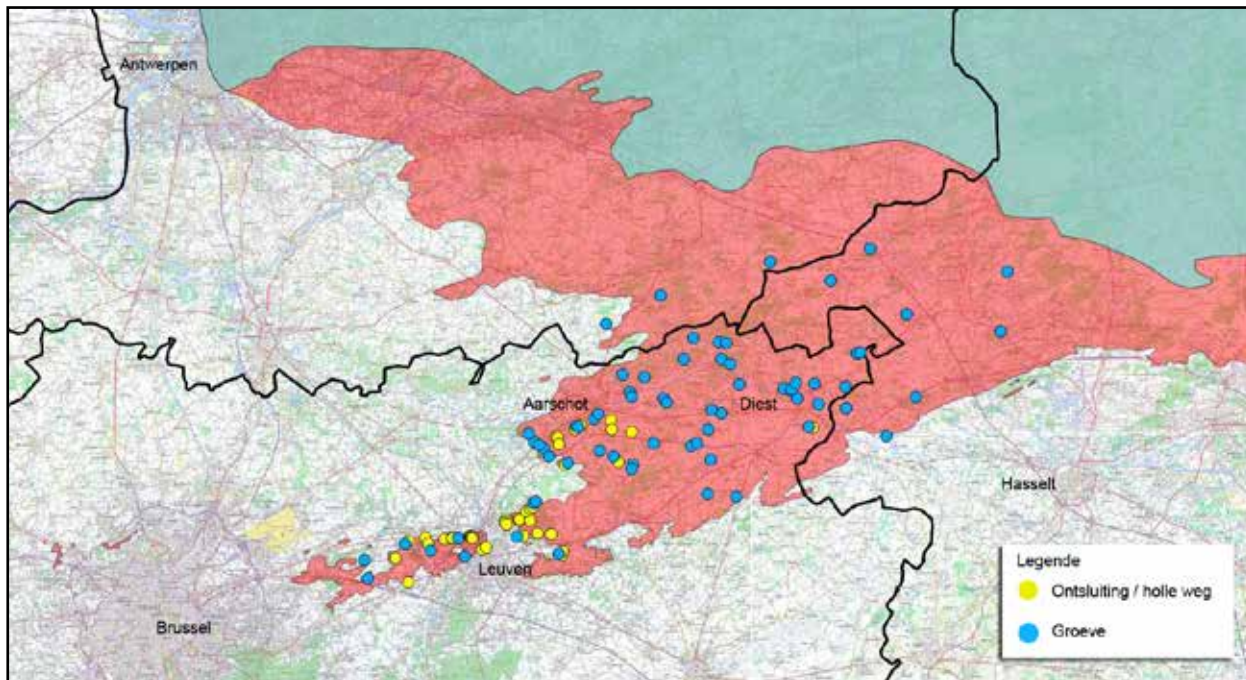 Antwerpen
Aarschot
Diest
Hasselt
Leuven
Brussel
Legende
Ontsluiting / holle weg
Groeve